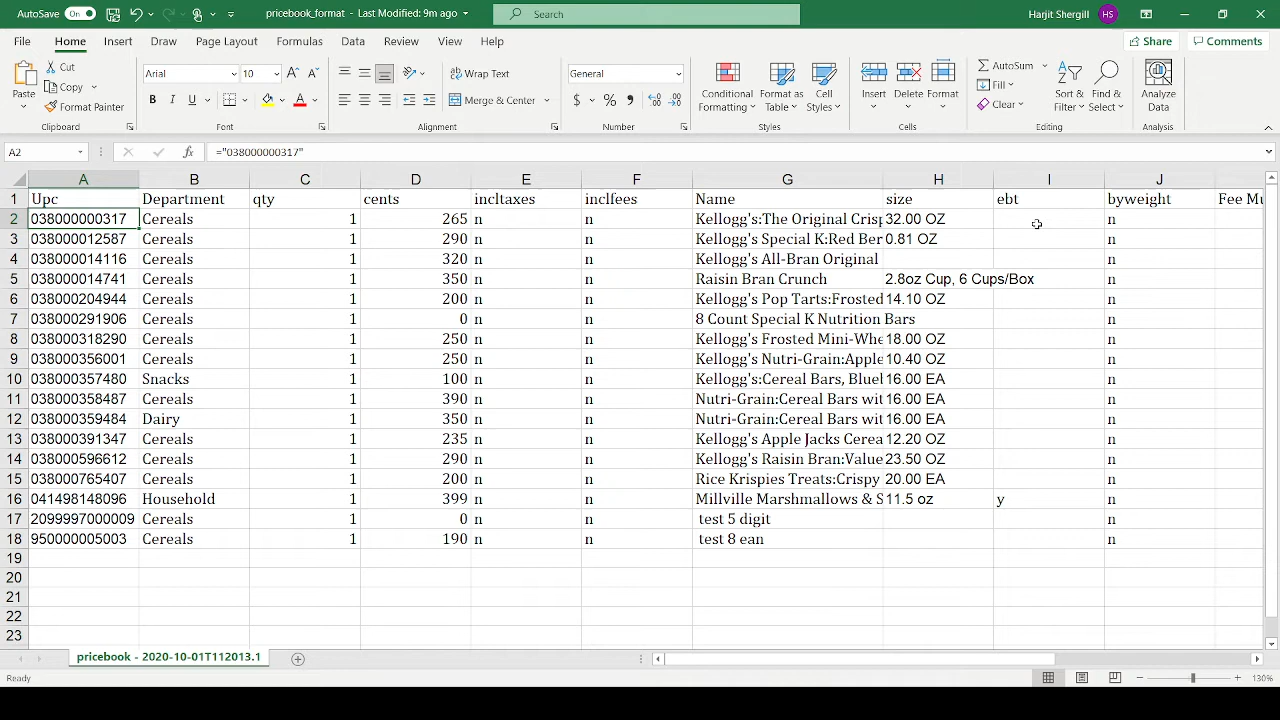 AutoSave On pricebook_format - Last Modified: 9m ago Search Harjit Shergill HS
File Home Insert Draw Page Layout Formulas Data Review View Help Share Comments
Paste Cut Copy Format Painter Clipboard
Arial 10 B I U Font
Wrap Text Merge & Center Alignment
General $ % Number
Conditional Formatting Format as Table Cell Styles Styles
Insert Delete Format Cells
AutoSum Fill Clear Sort & Filter Find & Select Editing
Analyze Data Analysis
A2 fx ="038000000317"
A B C D E F G H I J
1 Upc Department qty cents incltaxes inclfees Name size ebt byweight Fee Mu
2 038000000317 Cereals 1 265 n n Kellogg's:The Original Crisp 32.00 OZ n
3 038000012587 Cereals 1 290 n n Kellogg's Special K:Red Ber 0.81 OZ n
4 038000014116 Cereals 1 320 n n Kellogg's All-Bran Original n
5 038000014741 Cereals 1 350 n n Raisin Bran Crunch 2.8oz Cup, 6 Cups/Box n
6 038000204944 Cereals 1 200 n n Kellogg's Pop Tarts:Frosted 14.10 OZ n
7 038000291906 Cereals 1 0 n n 8 Count Special K Nutrition Bars n
8 038000318290 Cereals 1 250 n n Kellogg's Frosted Mini-Whe 18.00 OZ n
9 038000356001 Cereals 1 250 n n Kellogg's Nutri-Grain:Apple 10.40 OZ n
10 038000357480 Snacks 1 100 n n Kellogg's:Cereal Bars, Bluel 16.00 EA n
11 038000358487 Cereals 1 390 n n Nutri-Grain:Cereal Bars wit 16.00 EA n
12 038000359484 Dairy 1 350 n n Nutri-Grain:Cereal Bars wit 16.00 EA n
13 038000391347 Cereals 1 235 n n Kellogg's Apple Jacks Cerea 12.20 OZ n
14 038000596612 Cereals 1 290 n n Kellogg's Raisin Bran:Value 23.50 OZ n
15 038000765407 Cereals 1 200 n n Rice Krispies Treats:Crispy 20.00 EA n
16 041498148096 Household 1 399 n n Millville Marshmallows & S 11.5 oz y n
17 2099997000009 Cereals 1 0 n n test 5 digit n
18 950000005003 Cereals 1 190 n n test 8 ean n
19
20
21
22
23
pricebook - 2020-10-01T112013.1
Ready 130%